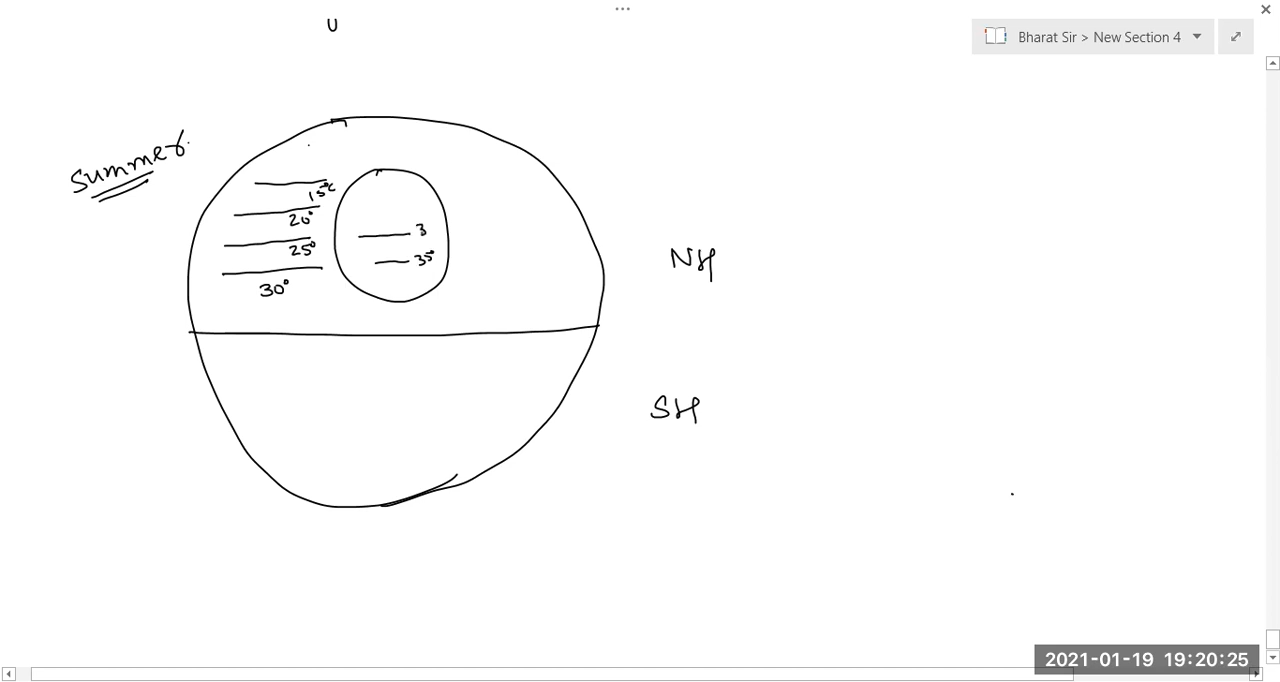 U
Bharat Sir > New Section 4
Summer
15°C
20°
25°
30°
3
35°
NH
SH
2021-01-19 19:20:25